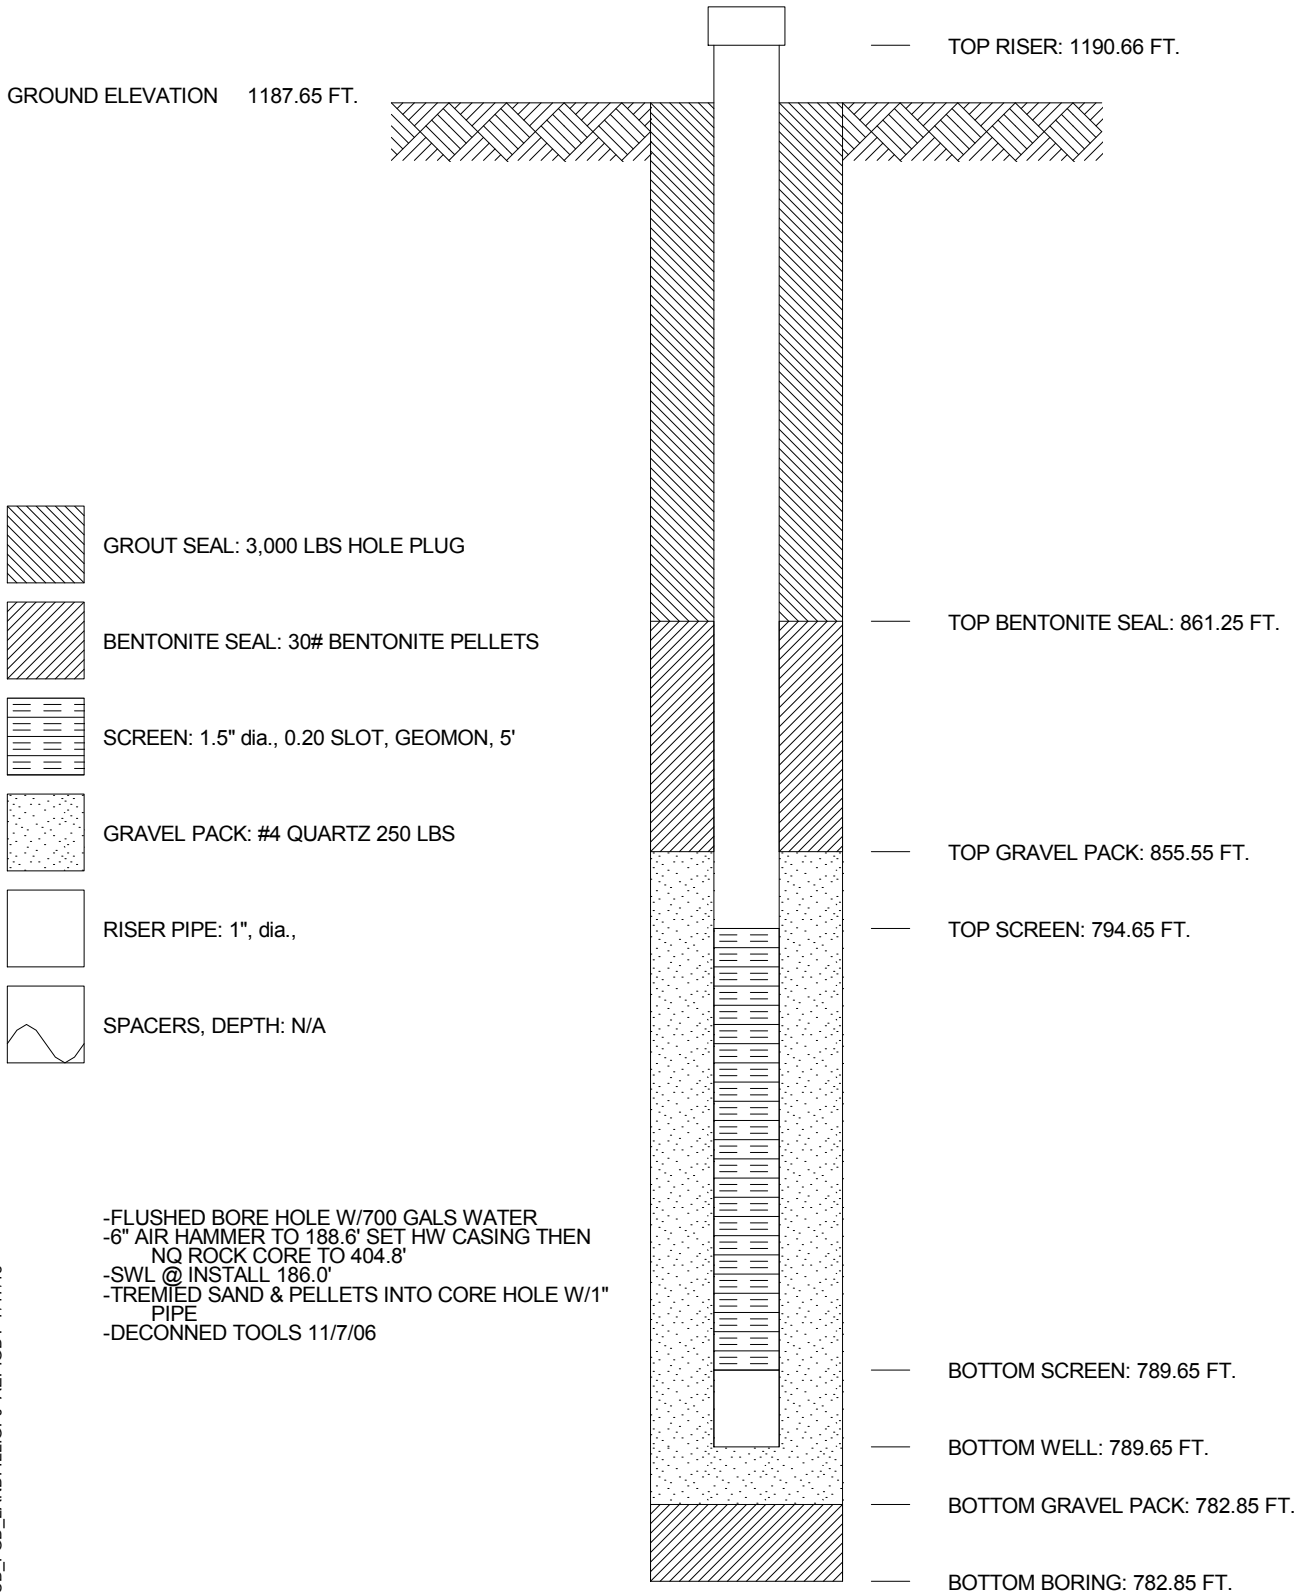 TOP RISER: 1190.66 FT.
GROUND ELEVATION 1187.65 FT.
GROUT SEAL: 3,000 LBS HOLE PLUG
TOP BENTONITE SEAL: 861.25 FT.
BENTONITE SEAL: 30# BENTONITE PELLETS
SCREEN: 1.5" dia., 0.20 SLOT, GEOMON, 5'
GRAVEL PACK: #4 QUARTZ 250 LBS
TOP GRAVEL PACK: 855.55 FT.
RISER PIPE: 1", dia.,
TOP SCREEN: 794.65 FT.
SPACERS, DEPTH: N/A
-FLUSHED BORE HOLE W/700 GALS WATER
-6" AIR HAMMER TO 188.6' SET HW CASING THEN
NQ ROCK CORE TO 404.8'
-SWL @ INSTALL 186.0'
-TREMIED SAND & PELLETS INTO CORE HOLE W/1"
PIPE
-DECONNED TOOLS 11/7/06
BOTTOM SCREEN: 789.65 FT.
BOTTOM WELL: 789.65 FT.
BOTTOM GRAVEL PACK: 782.85 FT.
BOTTOM BORING: 782.85 FT.